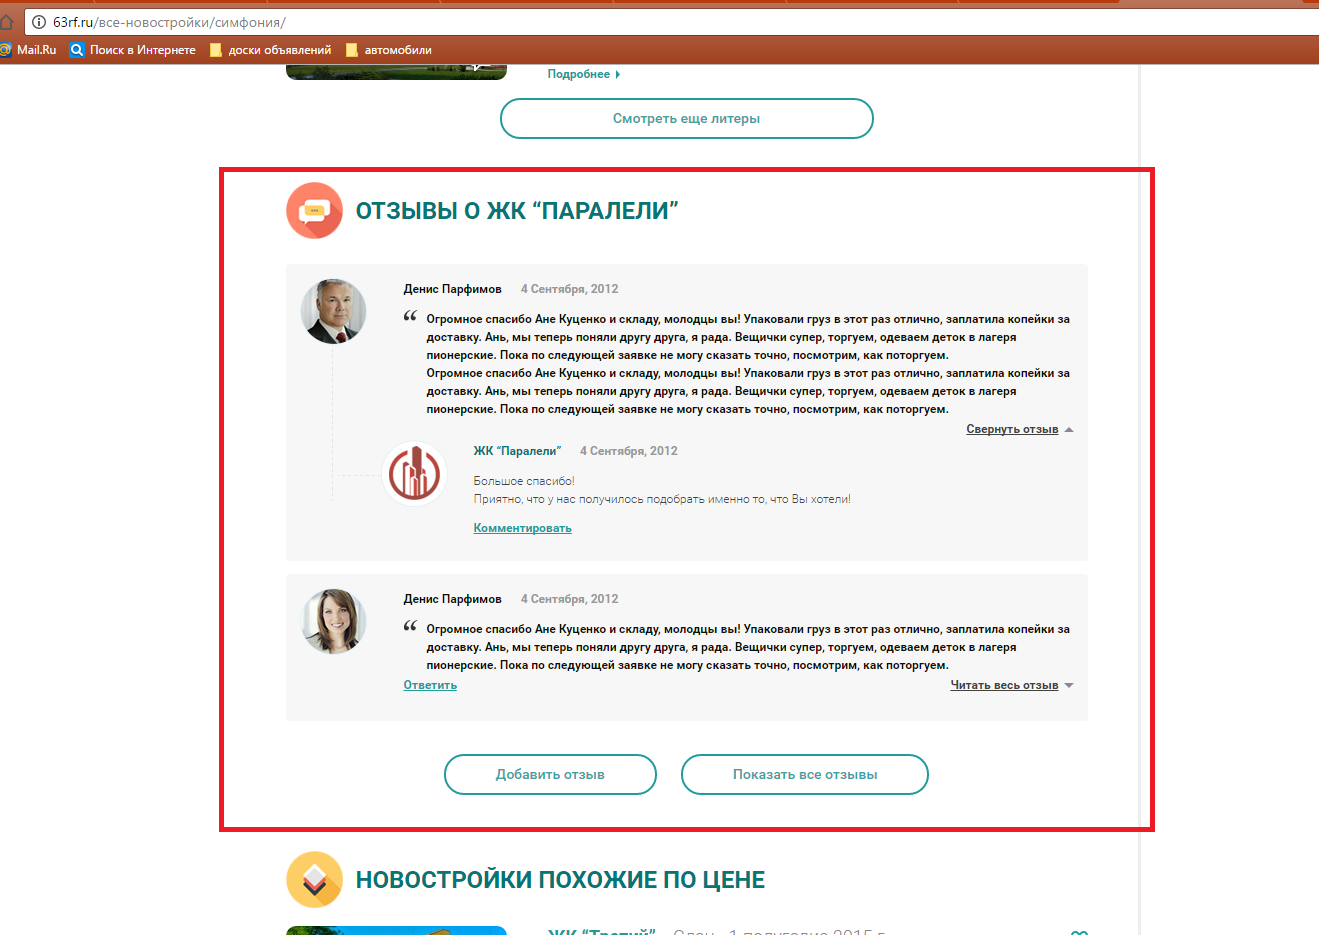 63rf.ru/все-новостройки/симфония/
Mail.Ru Поиск в Интернете доски объявлений автомобили
Подробнее
Смотреть еще литеры
ОТЗЫВЫ О ЖК “ПАРАЛЕЛИ”
Денис Парфимов 4 Сентября, 2012
“ Огромное спасибо Ане Куценко и складу, молодцы вы! Упаковали груз в этот раз отлично, заплатила копейки за
доставку. Ань, мы теперь поняли друг друга, я рада. Вещички супер, торгуем, одеваем деток в лагеря
пионерские. Пока по следующей заявке не могу сказать точно, посмотрим, как поторгуем.
Огромное спасибо Ане Куценко и складу, молодцы вы! Упаковали груз в этот раз отлично, заплатила копейки за
доставку. Ань, мы теперь поняли друг друга, я рада. Вещички супер, торгуем, одеваем деток в лагеря
пионерские. Пока по следующей заявке не могу сказать точно, посмотрим, как поторгуем.
Свернуть отзыв
ЖК “Паралели” 4 Сентября, 2012
Большое спасибо!
Приятно, что у нас получилось подобрать именно то, что Вы хотели!
Комментировать
Денис Парфимов 4 Сентября, 2012
“ Огромное спасибо Ане Куценко и складу, молодцы вы! Упаковали груз в этот раз отлично, заплатила копейки за
доставку. Ань, мы теперь поняли друг друга, я рада. Вещички супер, торгуем, одеваем деток в лагеря
пионерские. Пока по следующей заявке не могу сказать точно, посмотрим, как поторгуем.
Ответить Читать весь отзыв
Добавить отзыв Показать все отзывы
НОВОСТРОЙКИ ПОХОЖИЕ ПО ЦЕНЕ
ЖК “Третий” Сдан 1 полугодие 2015 г.